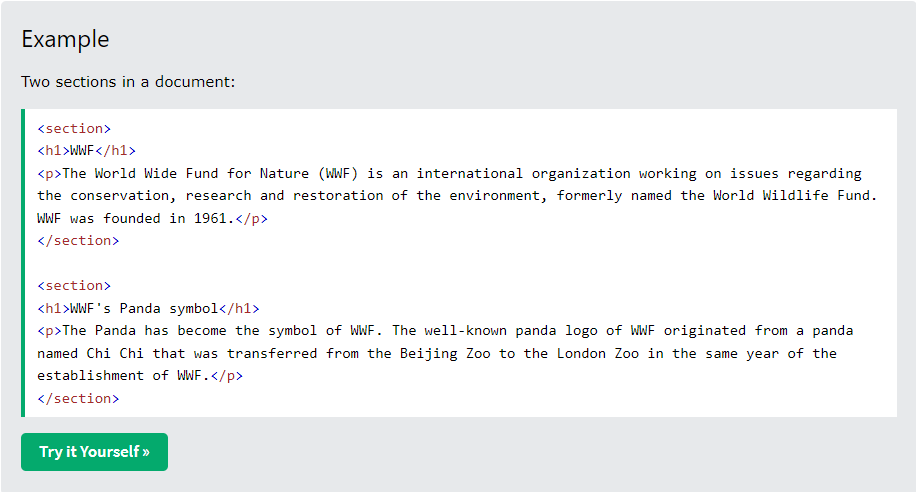 Example
Two sections in a document:
<section>
<h1>WWF</h1>
<p>The World Wide Fund for Nature (WWF) is an international organization working on issues regarding
the conservation, research and restoration of the environment, formerly named the World Wildlife Fund.
WWF was founded in 1961.</p>
</section>
<section>
<h1>WWF's Panda symbol</h1>
<p>The Panda has become the symbol of WWF. The well-known panda logo of WWF originated from a panda
named Chi Chi that was transferred from the Beijing Zoo to the London Zoo in the same year of the
establishment of WWF.</p>
</section>
Try it Yourself »